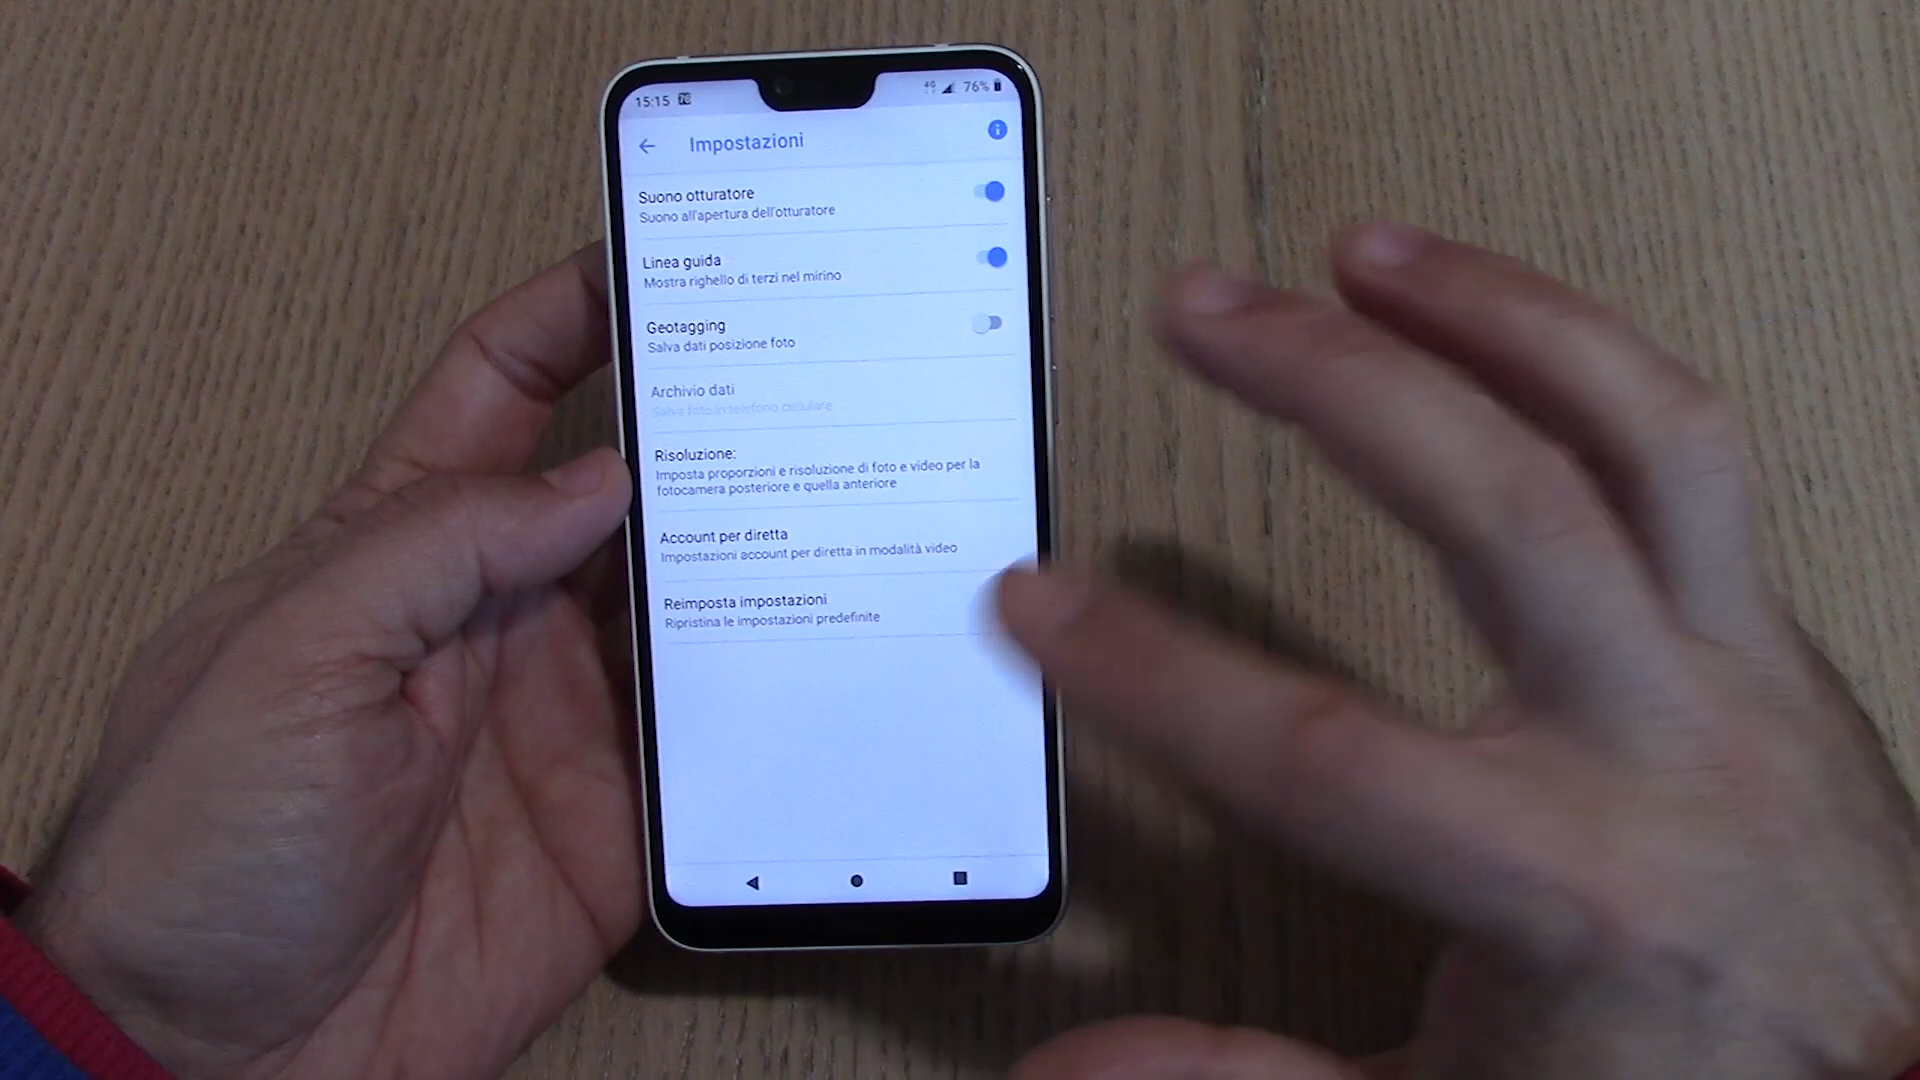 15:15 4G 76%
Impostazioni
Suono otturatore
Suono all'apertura dell'otturatore
Linea guida
Mostra righello di terzi nel mirino
Geotagging
Salva dati posizione foto
Archivio dati
Salva foto in telefono cellulare
Risoluzione:
Imposta proporzioni e risoluzione di foto e video per la
fotocamera posteriore e quella anteriore
Account per diretta
Impostazioni account per diretta in modalità video
Reimposta impostazioni
Ripristina le impostazioni predefinite